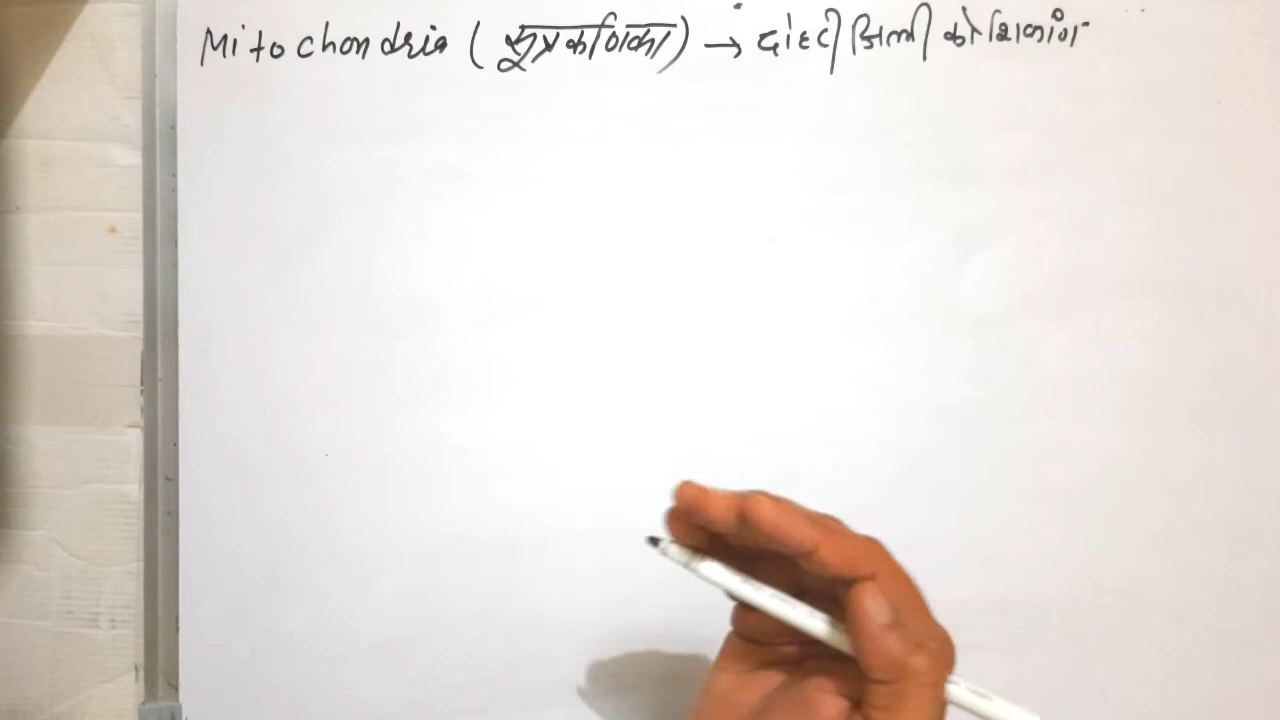 Mitochondria (सूत्रकणिका) → दोहरी झिल्ली कोशिकांग